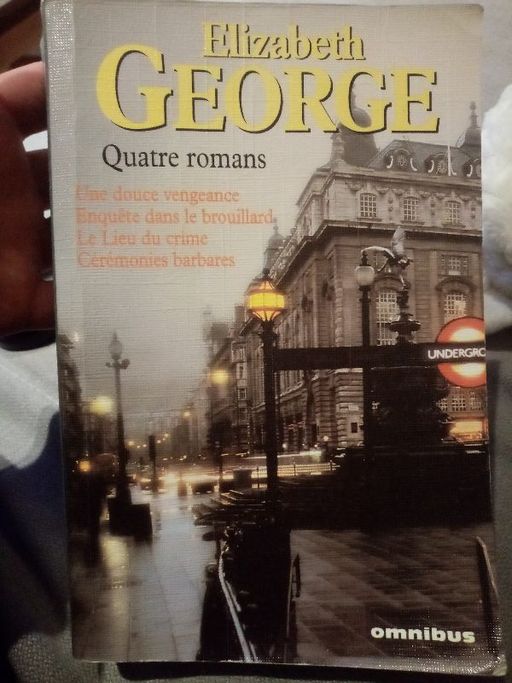 Elizabeth
GEORGE
Quatre romans
Une douce vengeance
Enquête dans le brouillard
Le Lieu du crime
Cérémonies barbares
UNDERGRO
omnibus